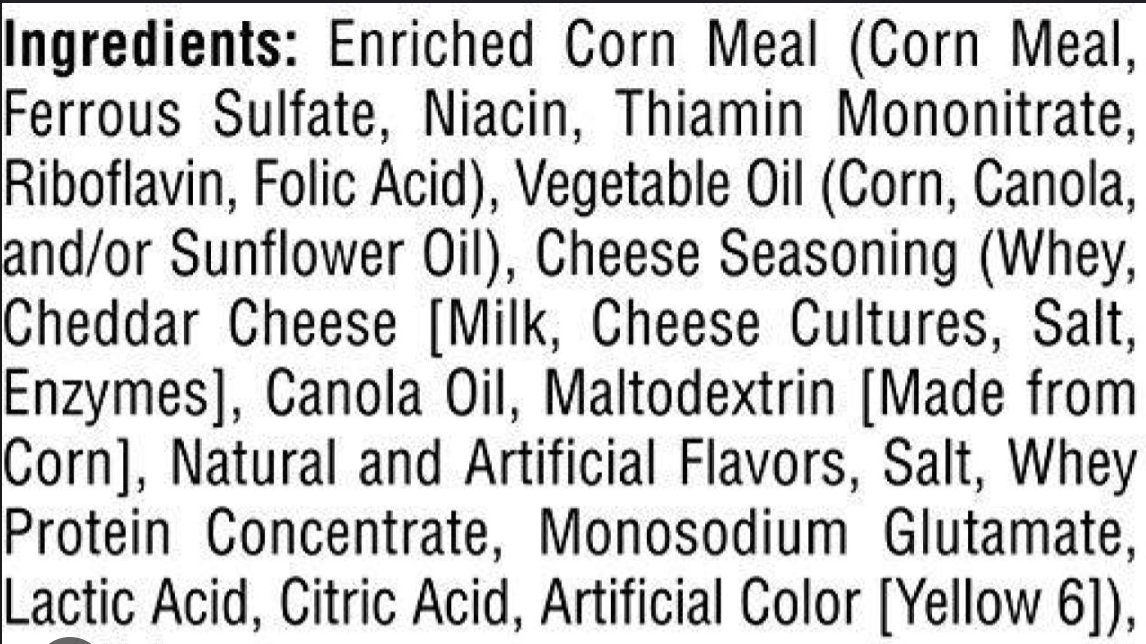 Ingredients: Enriched Corn Meal (Corn Meal,
Ferrous Sulfate, Niacin, Thiamin Mononitrate,
Riboflavin, Folic Acid), Vegetable Oil (Corn, Canola,
and/or Sunflower Oil), Cheese Seasoning (Whey,
Cheddar Cheese [Milk, Cheese Cultures, Salt,
Enzymes], Canola Oil, Maltodextrin [Made from
Corn], Natural and Artificial Flavors, Salt, Whey
Protein Concentrate, Monosodium Glutamate,
Lactic Acid, Citric Acid, Artificial Color [Yellow 6]),